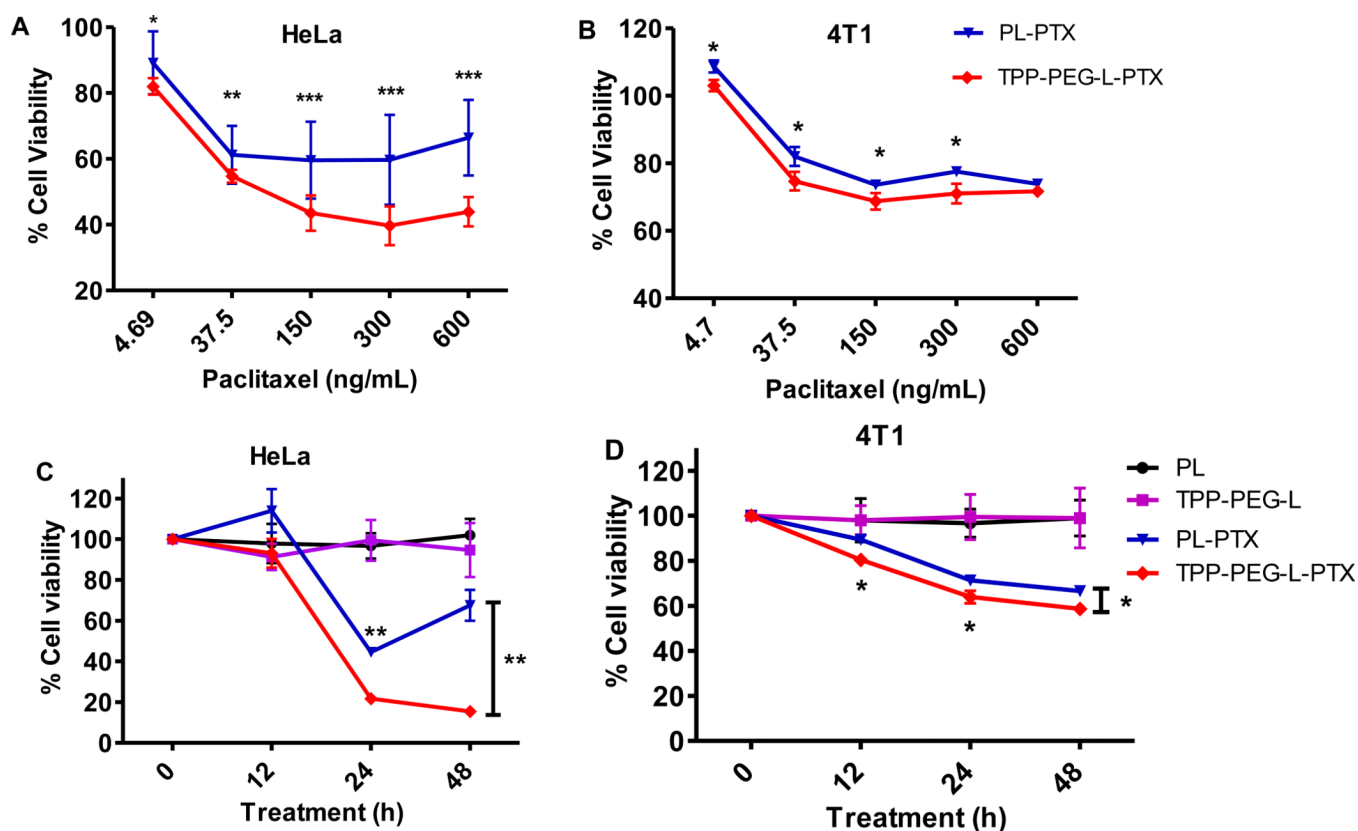 A
HeLa
*
**
***
***
***
% Cell Viability
100
80
60
40
20
4.69
37.5
150
300
600
Paclitaxel (ng/mL)
B
4T1
PL-PTX
TPP-PEG-L-PTX
*
*
*
*
% Cell Viability
120
100
80
60
40
4.7
37.5
150
300
600
Paclitaxel (ng/mL)
C
HeLa
% Cell viability
120
100
80
60
40
20
0
**
**
0
12
24
48
Treatment (h)
D
4T1
PL
TPP-PEG-L
PL-PTX
TPP-PEG-L-PTX
% Cell viability
120
100
80
60
40
20
0
*
*
*
0
12
24
48
Treatment (h)